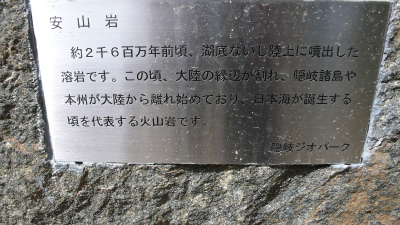 安山岩
約2千6百万年前頃、湖底ないし陸上に噴出した
溶岩です。この頃、大陸の縁辺が割れ、隠岐諸島や
本州が大陸から離れ始めており、日本海が誕生する
頃を代表する火山岩です。
隠岐ジオパーク